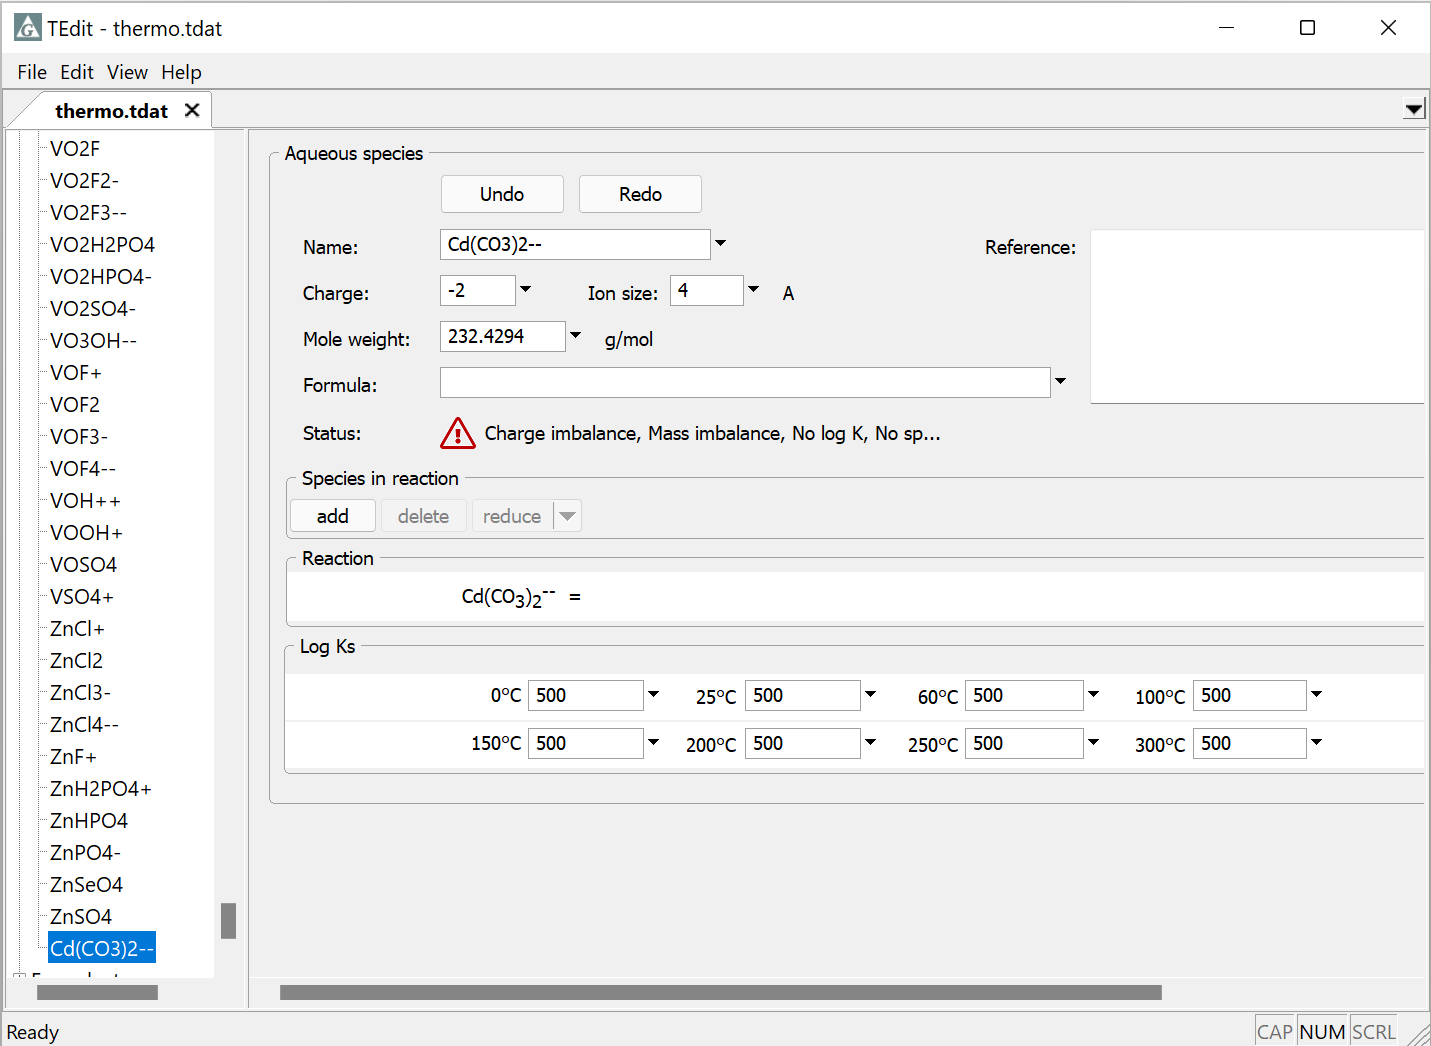 TEdit - thermo.tdat
File Edit View Help
thermo.tdat
VO2F
VO2F2-
VO2F3--
VO2H2PO4
VO2HPO4-
VO2SO4-
VO3OH--
VOF+
VOF2
VOF3-
VOF4--
VOH++
VOOH+
VOSO4
VSO4+
ZnCl+
ZnCl2
ZnCl3-
ZnCl4--
ZnF+
ZnH2PO4+
ZnHPO4
ZnPO4-
ZnSeO4
ZnSO4
Cd(CO3)2--
Aqueous species
Undo Redo
Name: Cd(CO3)2-- Reference:
Charge: -2 Ion size: 4 A
Mole weight: 232.4294 g/mol
Formula:
Status: Charge imbalance, Mass imbalance, No log K, No sp...
Species in reaction
add delete reduce
Reaction
Cd(CO₃)₂⁻⁻ =
Log Ks
0°C 500 25°C 500 60°C 500 100°C 500
150°C 500 200°C 500 250°C 500 300°C 500
Ready CAP NUM SCRL